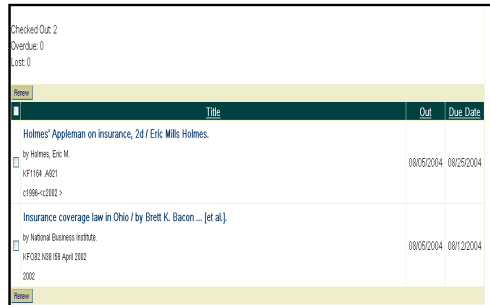 Checked Out: 2
Overdue: 0
Lost: 0
Renew
Title Out Due Date
Holmes' Appleman on insurance, 2d / Eric Mills Holmes.
by Holmes, Eric M.
KF1164 .A921
08/05/2004 08/25/2004
c1996-<c2002 >
Insurance coverage law in Ohio / by Brett K. Bacon ... [et al.].
by National Business Institute.
KFO82.N38 I58 April 2002
08/05/2004 08/12/2004
2002
Renew